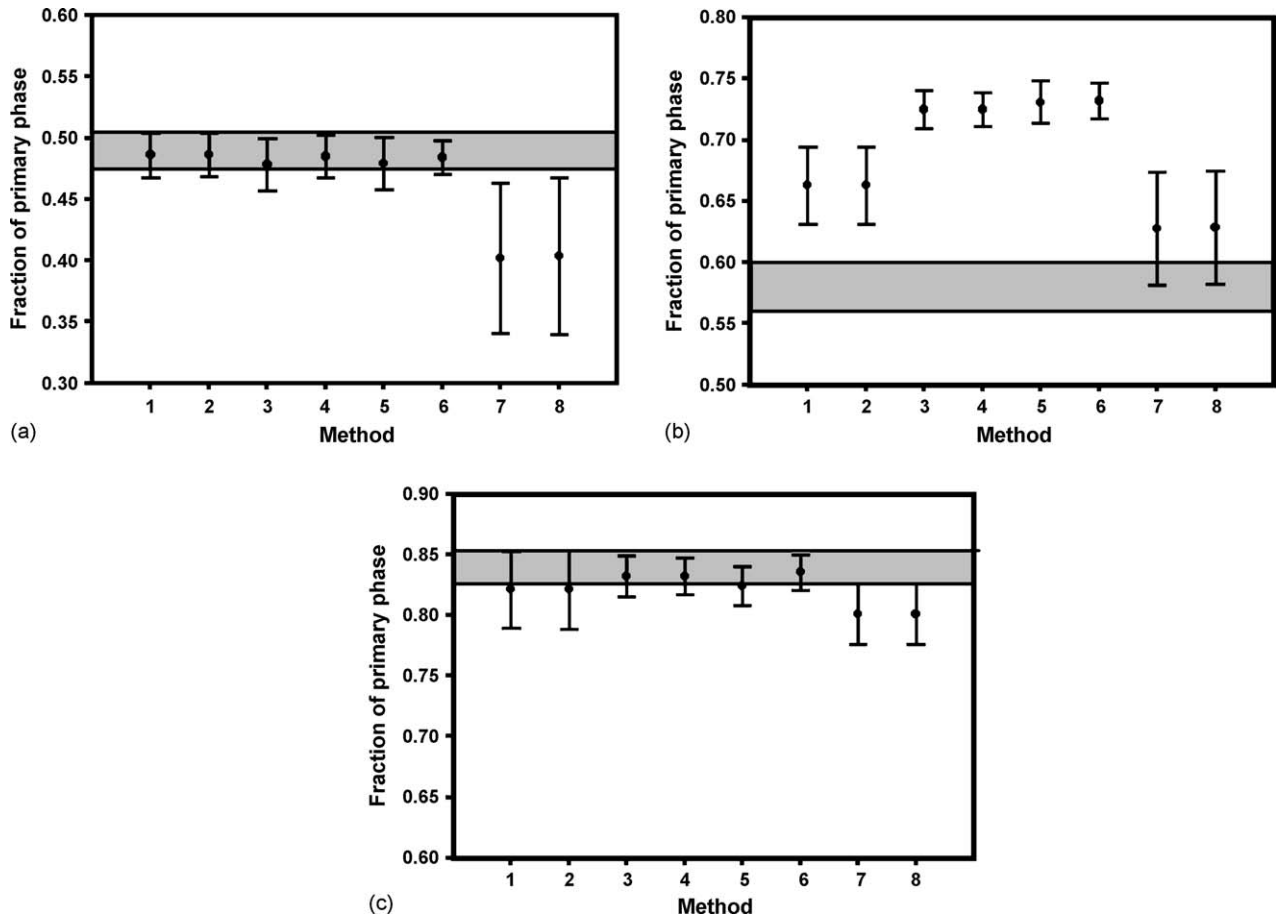 0.60
0.55
0.50
0.45
0.40
0.35
0.30
Fraction of primary phase
1 2 3 4 5 6 7 8
Method
(a)
0.80
0.75
0.70
0.65
0.60
0.55
0.50
Fraction of primary phase
1 2 3 4 5 6 7 8
Method
(b)
0.90
0.85
0.80
0.75
0.70
0.65
0.60
Fraction of primary phase
1 2 3 4 5 6 7 8
Method
(c)